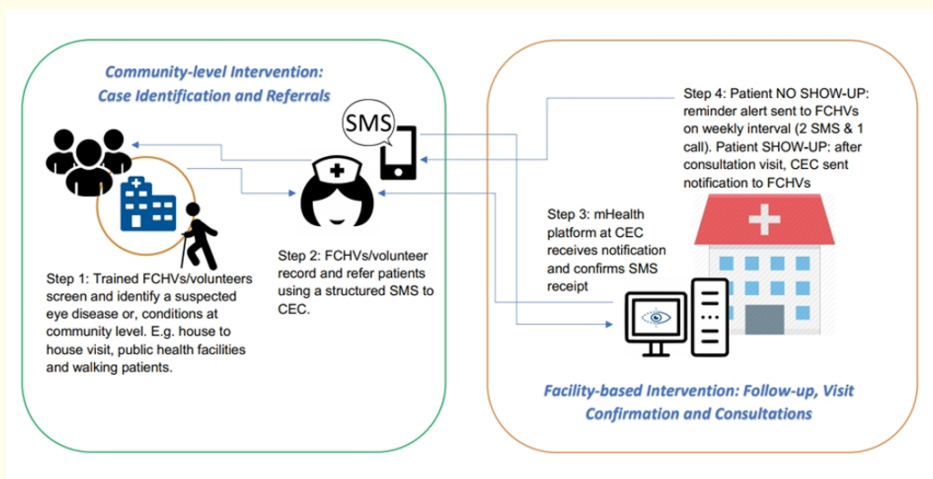 Community-level Intervention:
Case Identification and Referrals
SMS
Step 1: Trained FCHVs/volunteers
screen and identify a suspected
eye disease or, conditions at
community level. E.g. house to
house visit, public health facilities
and walking patients.
Step 2: FCHVs/volunteer
record and refer patients
using a structured SMS to
CEC.
Step 3: mHealth
platform at CEC
receives notification
and confirms SMS
receipt
Step 4: Patient NO SHOW-UP:
reminder alert sent to FCHVs
on weekly interval (2 SMS & 1
call). Patient SHOW-UP: after
consultation visit, CEC sent
notification to FCHVs
Facility-based Intervention: Follow-up, Visit
Confirmation and Consultations